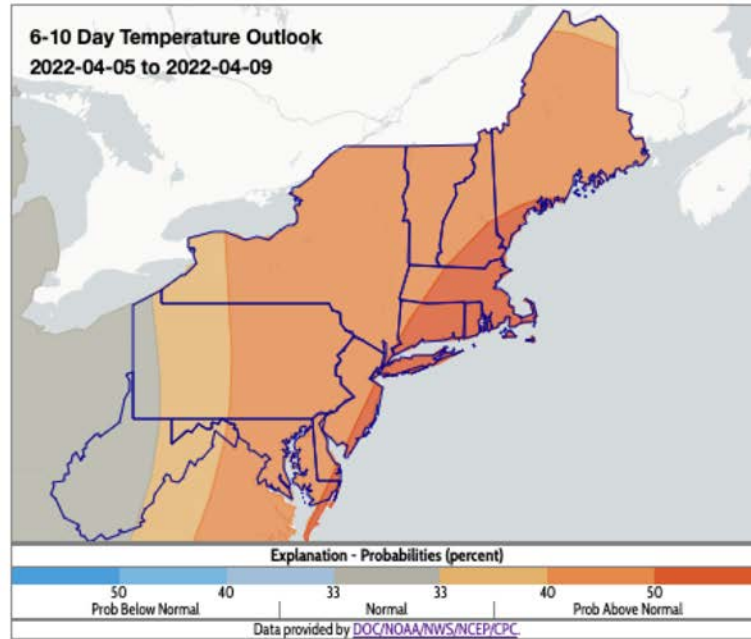 6-10 Day Temperature Outlook
2022-04-05 to 2022-04-09
Explanation - Probabilities (percent)
50 40 33 33 40 50
Prob Below Normal | Normal | Prob Above Normal
Data provided by DOC/NOAA/NWS/NCEP/CPC.